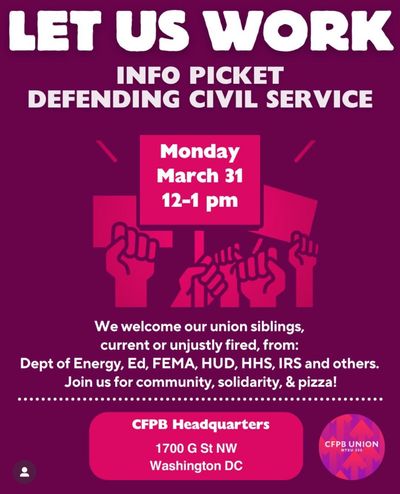 LET US WORK
INFO PICKET
DEFENDING CIVIL SERVICE
Monday
March 31
12-1 pm
We welcome our union siblings,
current or unjustly fired, from:
Dept of Energy, Ed, FEMA, HUD, HHS, IRS and others.
Join us for community, solidarity, & pizza!
CFPB Headquarters
1700 G St NW
Washington DC
CFPB UNION
NTEU 335